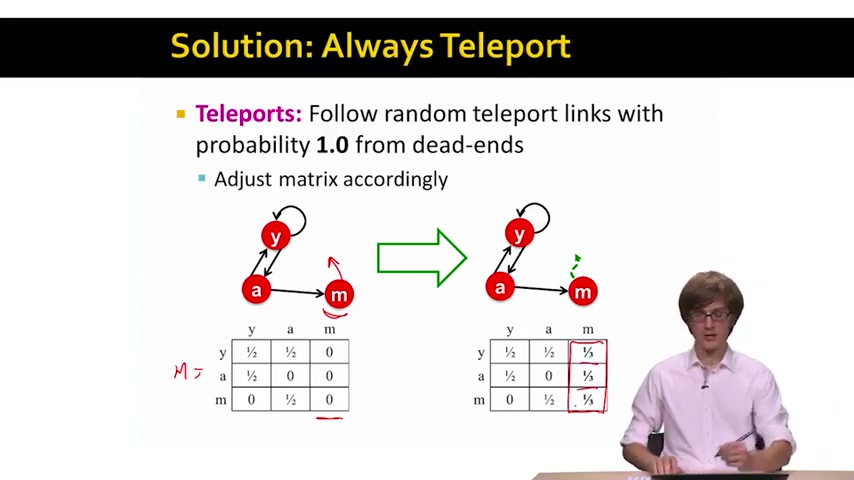 Solution: Always Teleport
Teleports: Follow random teleport links with
probability 1.0 from dead-ends
Adjust matrix accordingly
y
a
m
y
a
m
y a m
M = y ½ ½ 0
a ½ 0 0
m 0 ½ 0
y a m
y ½ ½ ⅓
a ½ 0 ⅓
m 0 ½ ⅓